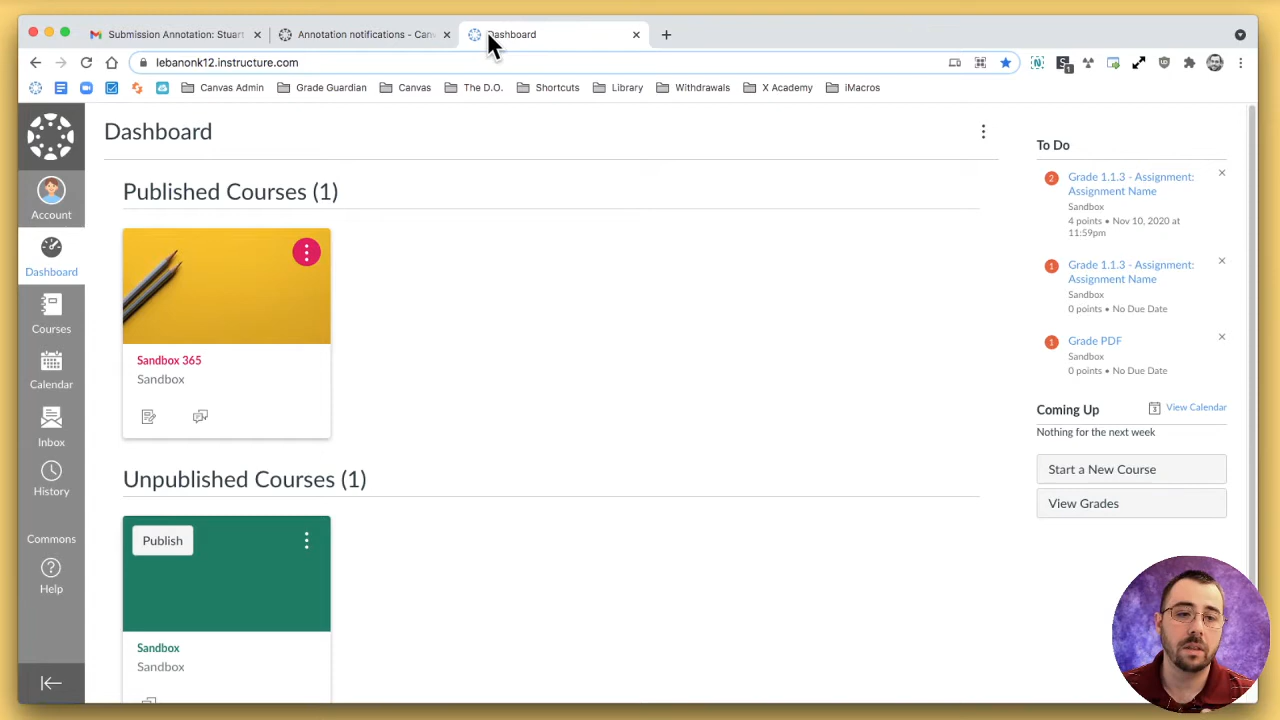 Submission Annotation: Stuart
Annotation notifications - Canv
Dashboard
lebanonk12.instructure.com
Canvas Admin
Grade Guardian
Canvas
The D.O.
Shortcuts
Library
Withdrawals
X Academy
iMacros
Account
Dashboard
Courses
Calendar
Inbox
History
Commons
Help
Dashboard
Published Courses (1)
Sandbox 365
Sandbox
Unpublished Courses (1)
Publish
Sandbox
Sandbox
To Do
2
Grade 1.1.3 - Assignment:
Assignment Name
Sandbox
4 points • Nov 10, 2020 at
11:59pm
1
Grade 1.1.3 - Assignment:
Assignment Name
Sandbox
0 points • No Due Date
1
Grade PDF
Sandbox
0 points • No Due Date
Coming Up
View Calendar
Nothing for the next week
Start a New Course
View Grades